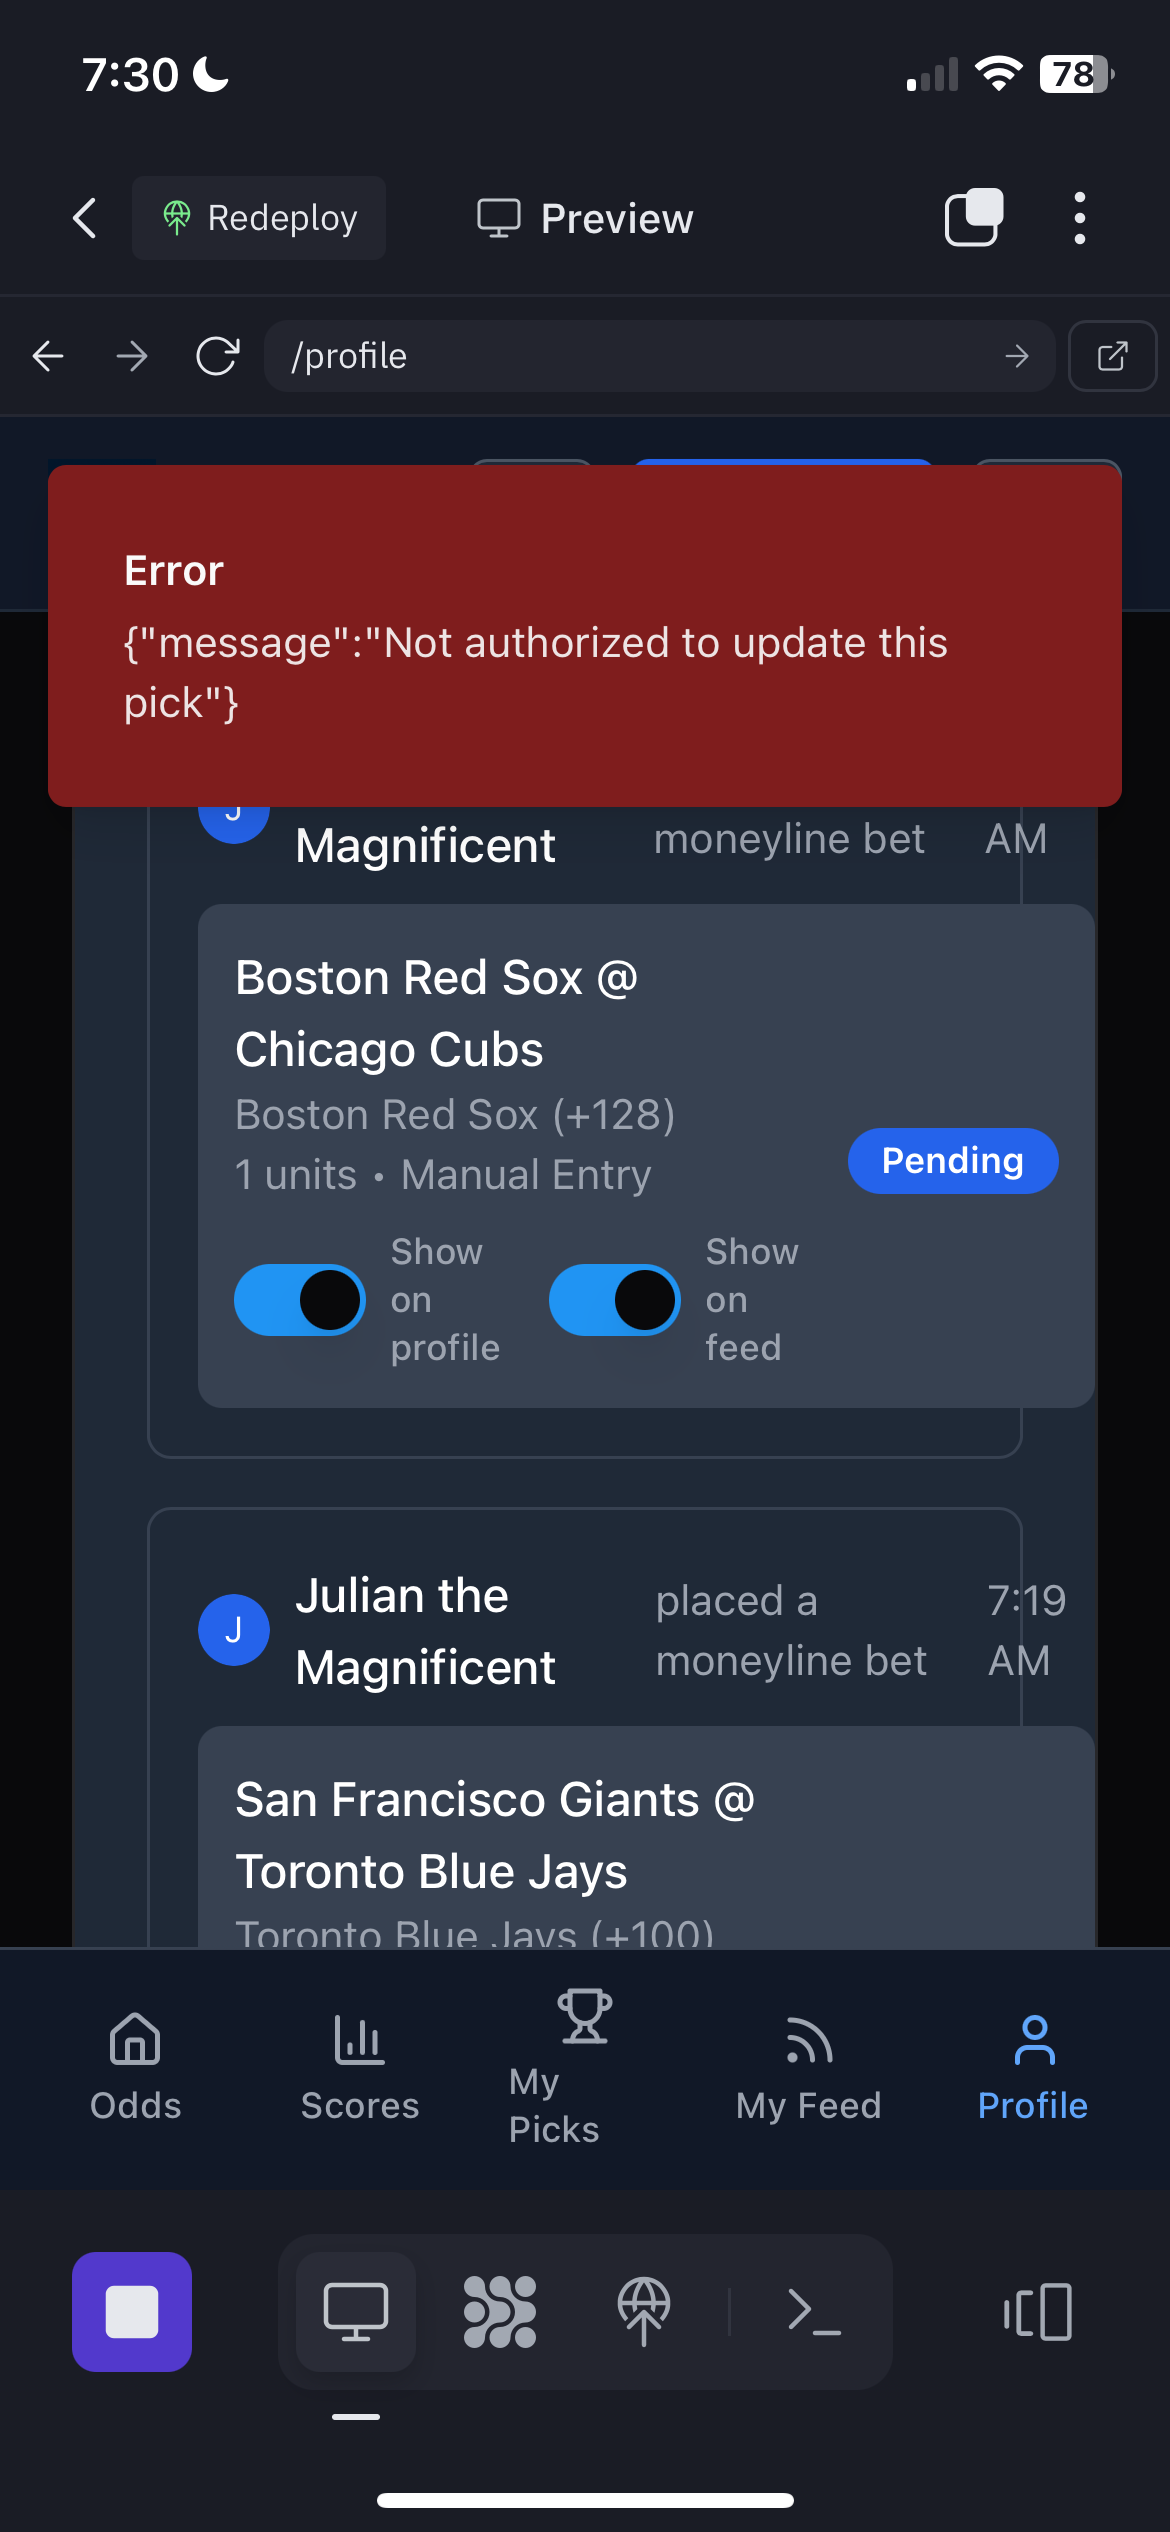 7:30
78
Redeploy
Preview
/profile
Error
{"message":"Not authorized to update this
pick"}
J
Magnificent
moneyline bet
AM
Boston Red Sox @
Chicago Cubs
Boston Red Sox (+128)
1 units • Manual Entry
Pending
Show
on
profile
Show
on
feed
J
Julian the
Magnificent
placed a
moneyline bet
7:19
AM
San Francisco Giants @
Toronto Blue Jays
Toronto Blue Jays (+100)
Odds
Scores
My
Picks
My Feed
Profile